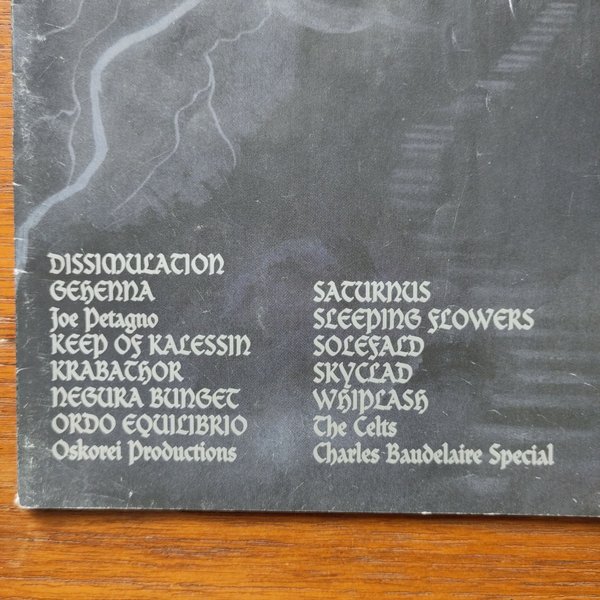 DISSIMULATION
GEHENNA
Joe Petagno
KEEP OF KALESSIN
KRABATHOR
NEGURA BUNGET
ORDO EQUILIBRIO
Oskorei Productions
SATURNUS
SLEEPING FLOWERS
SOLEFALD
SKYCLAD
WHIPLASH
The Celts
Charles Baudelaire Special